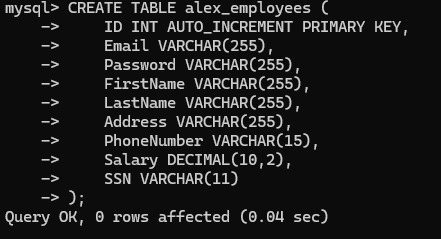 mysql> CREATE TABLE alex_employees (
    ->     ID INT AUTO_INCREMENT PRIMARY KEY,
    ->     Email VARCHAR(255),
    ->     Password VARCHAR(255),
    ->     FirstName VARCHAR(255),
    ->     LastName VARCHAR(255),
    ->     Address VARCHAR(255),
    ->     PhoneNumber VARCHAR(15),
    ->     Salary DECIMAL(10,2),
    ->     SSN VARCHAR(11)
    -> );
Query OK, 0 rows affected (0.04 sec)